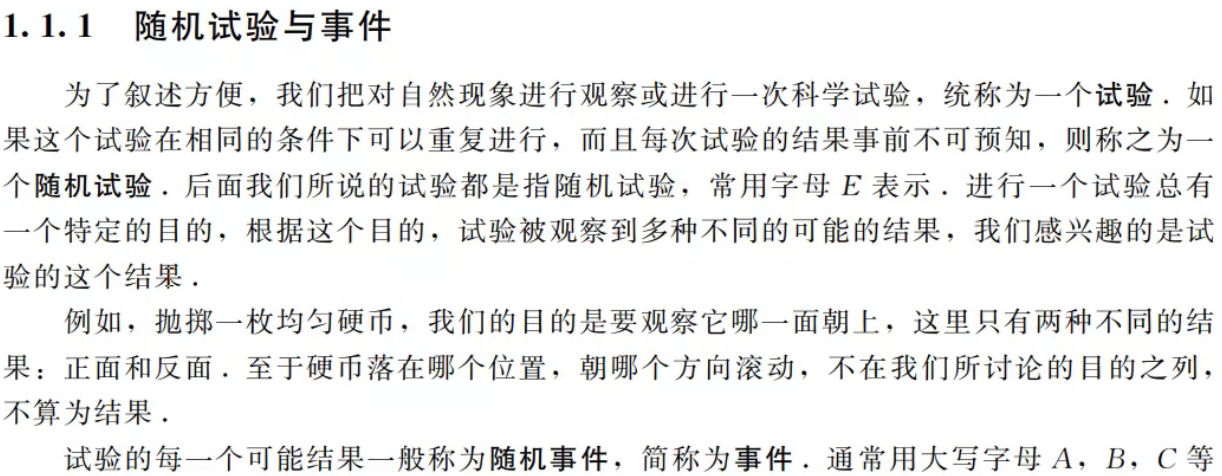 1.1.1 随机试验与事件
为了叙述方便，我们把对自然现象进行观察或进行一次科学试验，统称为一个试验．如
果这个试验在相同的条件下可以重复进行，而且每次试验的结果事前不可预知，则称之为一
个随机试验．后面我们所说的试验都是指随机试验，常用字母 E 表示．进行一个试验总有
一个特定的目的，根据这个目的，试验被观察到多种不同的可能的结果，我们感兴趣的是试
验的这个结果．
例如，抛掷一枚均匀硬币，我们的目的是要观察它哪一面朝上，这里只有两种不同的结
果：正面和反面．至于硬币落在哪个位置，朝哪个方向滚动，不在我们所讨论的目的之列，
不算为结果．
试验的每一个可能结果一般称为随机事件，简称为事件．通常用大写字母 A，B，C 等